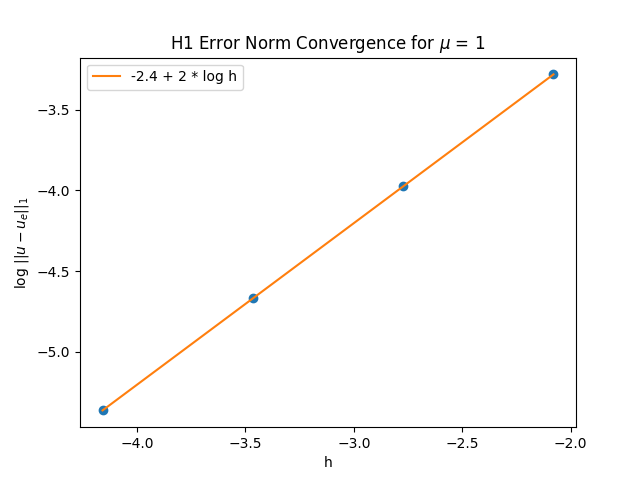 H1 Error Norm Convergence for μ = 1
-2.4 + 2 * log h
−3.5
−4.0
−4.5
−5.0
log ||u − u_e||_1
−4.0
−3.5
−3.0
−2.5
−2.0
h